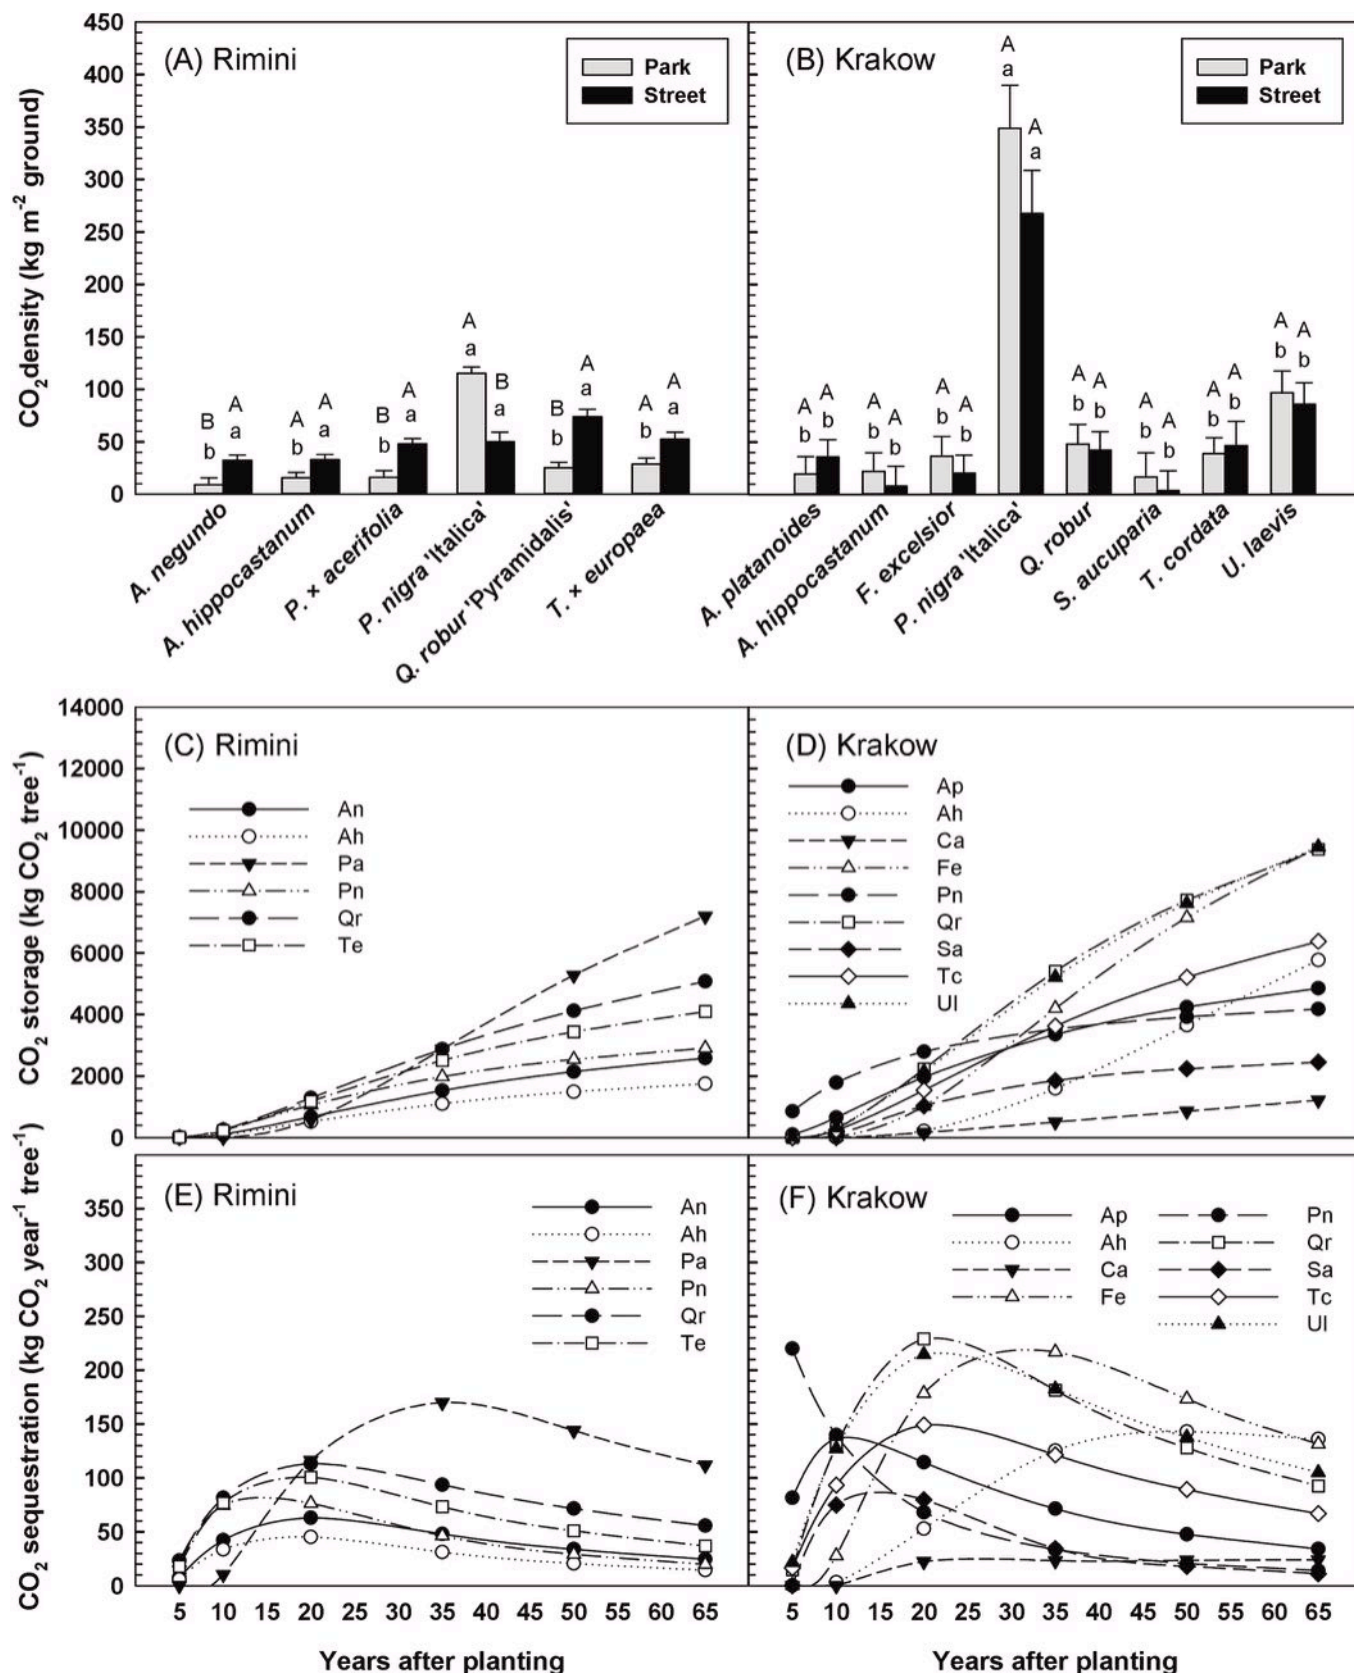 CO₂density (kg m⁻² ground)
450
400
350
300
250
200
150
100
50
0
(A) Rimini
Park
Street
B
b
A
a
A
b
A
a
B
b
A
a
A
a
B
a
B
b
A
a
A
b
A
a
A. negundo
A. hippocastanum
P. × acerifolia
P. nigra 'Italica'
Q. robur 'Pyramidalis'
T. × europaea
(B) Krakow
Park
Street
A
b
A
b
A
b
A
b
A
b
A
b
A
a
A
a
A
b
A
b
A
b
A
b
A
b
A
b
A
b
A
b
A. platanoides
A. hippocastanum
F. excelsior
P. nigra 'Italica'
Q. robur
S. aucuparia
T. cordata
U. laevis
CO₂ storage (kg CO₂ tree⁻¹)
14000
12000
10000
8000
6000
4000
2000
0
(C) Rimini
An
Ah
Pa
Pn
Qr
Te
(D) Krakow
Ap
Ah
Ca
Fe
Pn
Qr
Sa
Tc
Ul
CO₂ sequestration (kg CO₂ year⁻¹ tree⁻¹)
350
300
250
200
150
100
50
0
(E) Rimini
An
Ah
Pa
Pn
Qr
Te
5 10 15 20 25 30 35 40 45 50 55 60 65
Years after planting
(F) Krakow
Ap Pn
Ah Qr
Ca Sa
Fe Tc
Ul
5 10 15 20 25 30 35 40 45 50 55 60 65
Years after planting